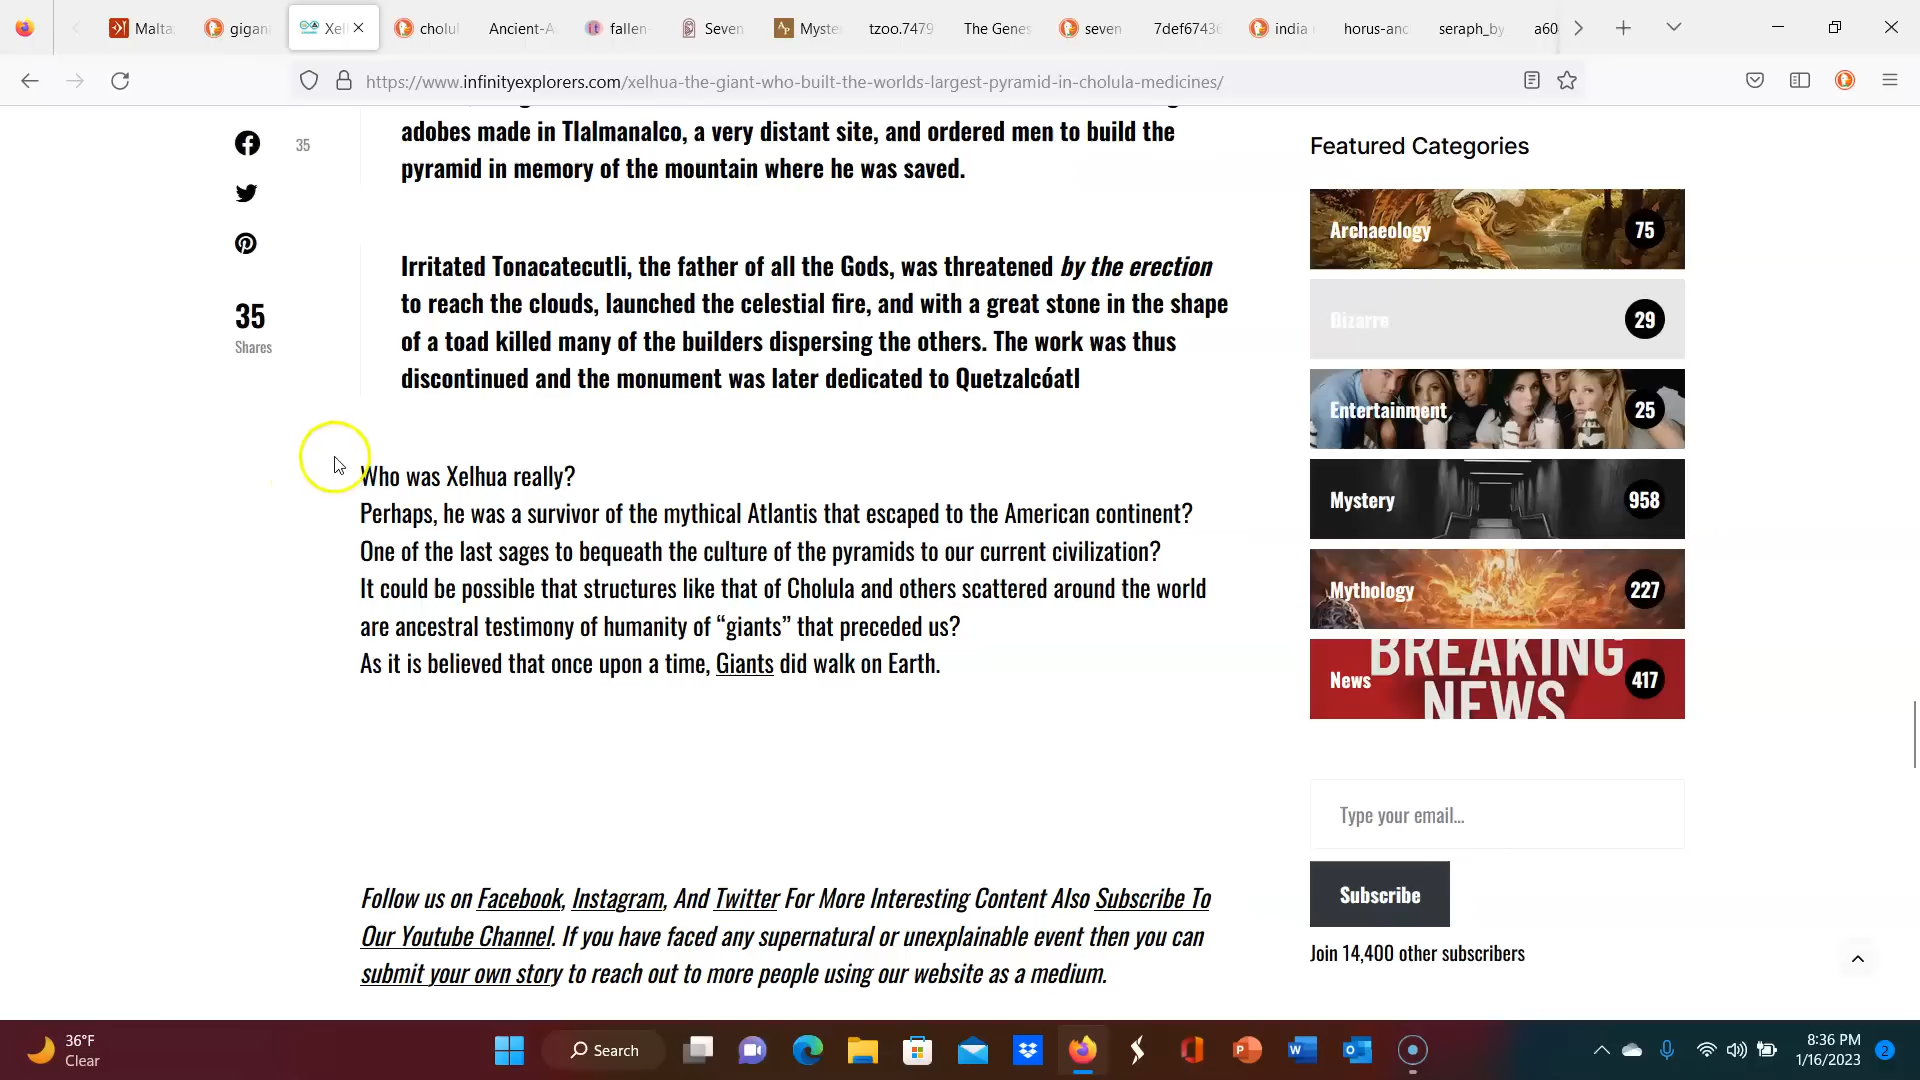 Malta
gigan
Xel
cholul
Ancient-A
fallen-
Seven
Myste
tzoo.7479
The Genes
seven
7def6743
india
horus-anc
seraph_by
a60
https://www.infinityexplorers.com/xelhua-the-giant-who-built-the-worlds-largest-pyramid-in-cholula-medicines/
adobes made in Tlalmanalco, a very distant site, and ordered men to build the
pyramid in memory of the mountain where he was saved.
35
Irritated Tonacatecutli, the father of all the Gods, was threatened by the erection
to reach the clouds, launched the celestial fire, and with a great stone in the shape
of a toad killed many of the builders dispersing the others. The work was thus
discontinued and the monument was later dedicated to Quetzalcóatl
35
Shares
Who was Xelhua really?
Perhaps, he was a survivor of the mythical Atlantis that escaped to the American continent?
One of the last sages to bequeath the culture of the pyramids to our current civilization?
It could be possible that structures like that of Cholula and others scattered around the world
are ancestral testimony of humanity of “giants” that preceded us?
As it is believed that once upon a time, Giants did walk on Earth.
Follow us on Facebook, Instagram, And Twitter For More Interesting Content Also Subscribe To
Our Youtube Channel. If you have faced any supernatural or unexplainable event then you can
submit your own story to reach out to more people using our website as a medium.
Featured Categories
Archaeology 75
Bizarre 29
Entertainment 25
Mystery 958
Mythology 227
BREAKING
NEWS
News 417
Type your email…
Subscribe
Join 14,400 other subscribers
36°F
Clear
Search
8:36 PM
1/16/2023
2